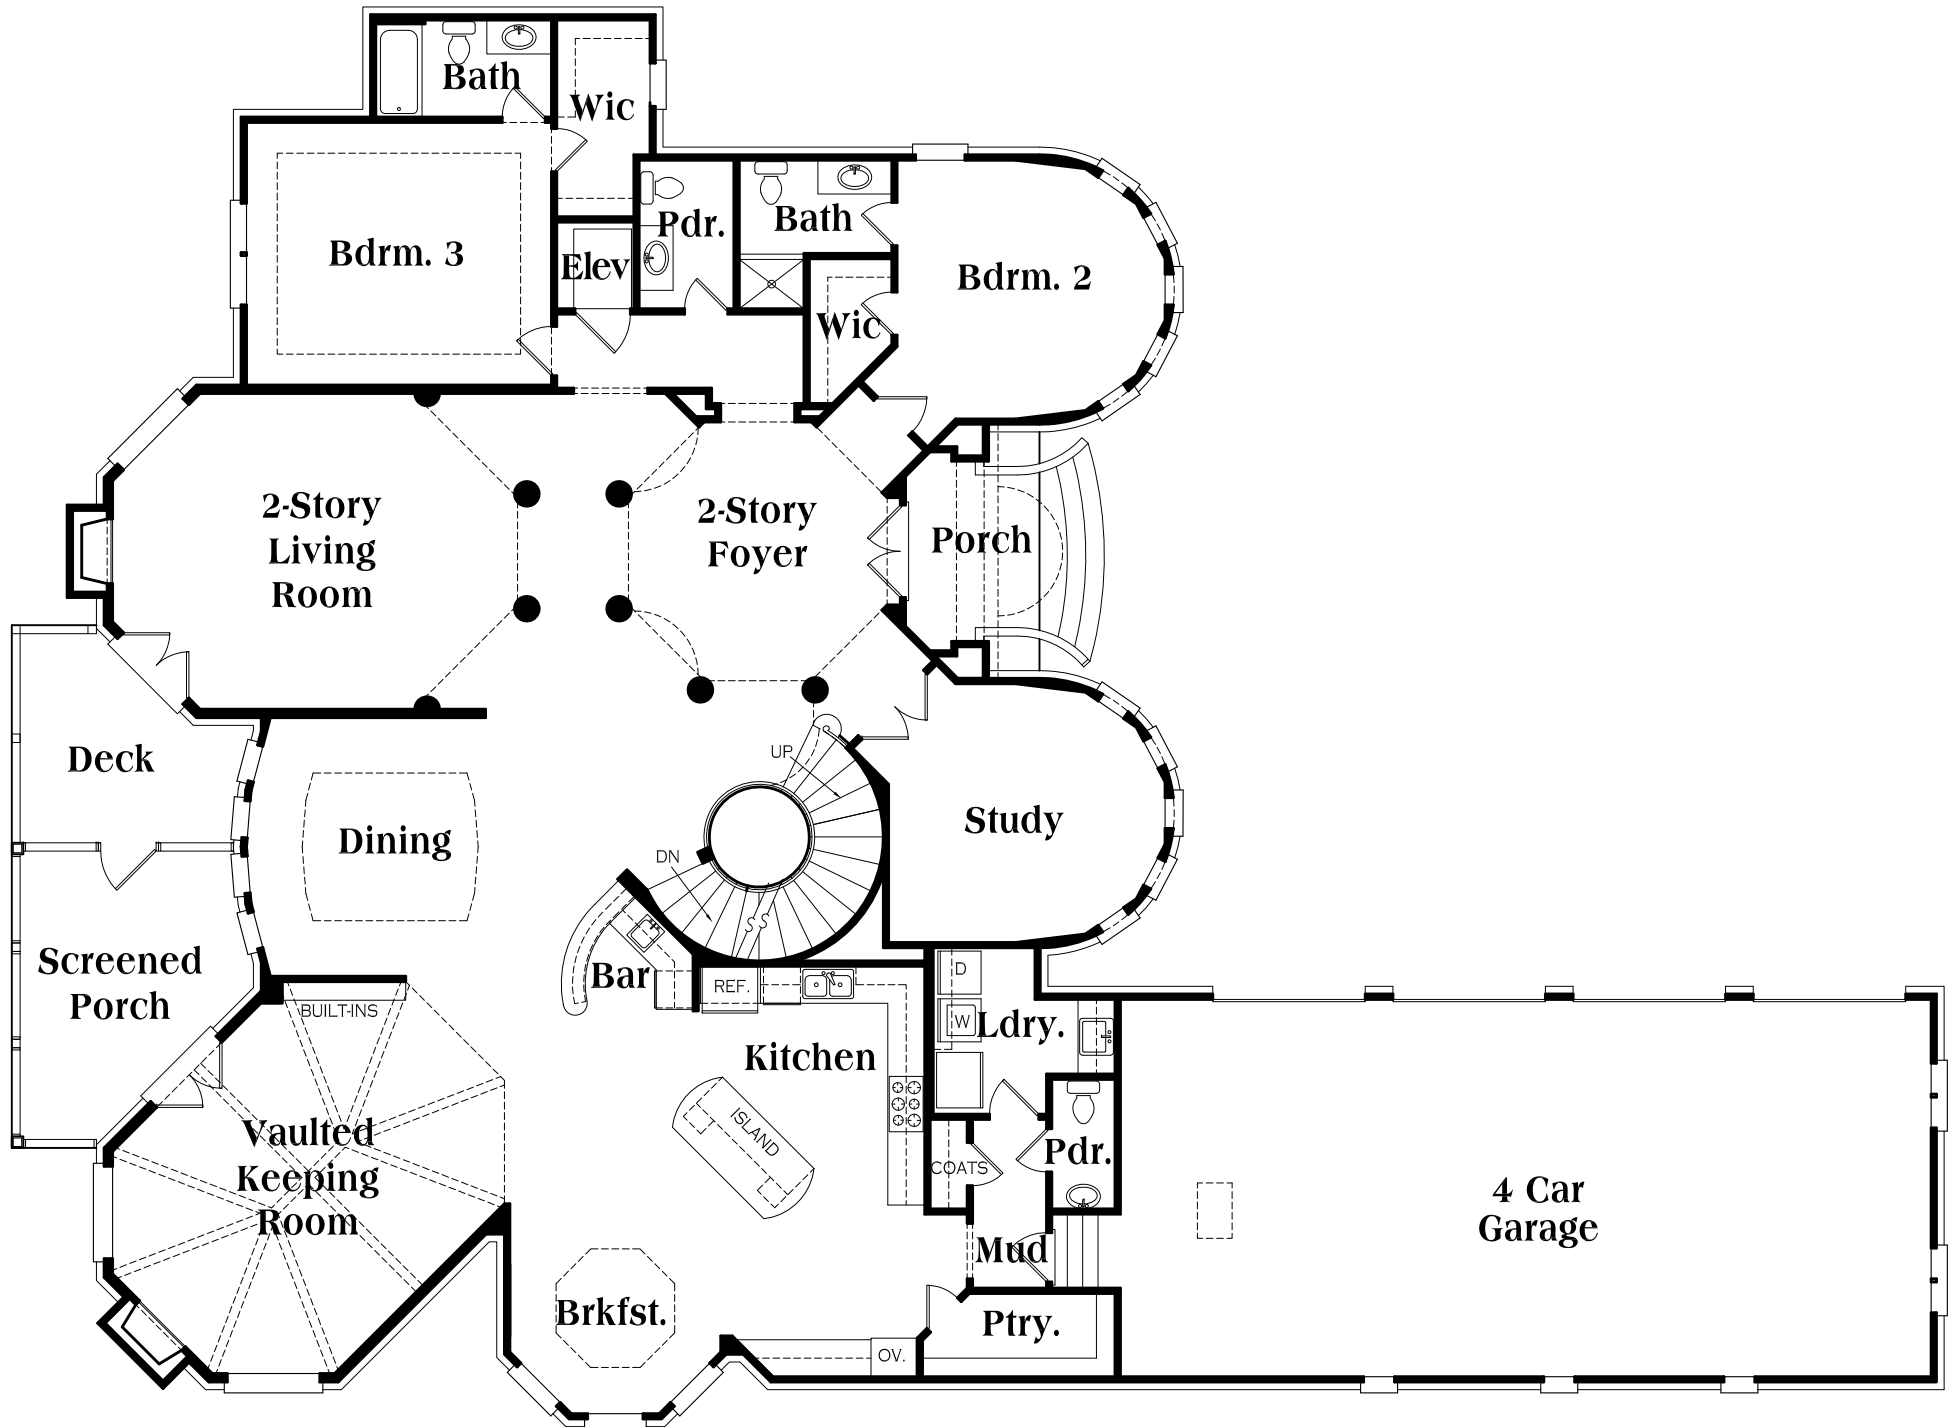 Bath
Wic
Pdr.
Bath
Bdrm. 3
Elev
Bdrm. 2
Wic
2-Story
Living
Room
2-Story
Foyer
Porch
UP
Deck
Study
Dining
DN
Screened
Porch
Bar
REF.
D
BUILT-INS
W
Ldry.
Kitchen
ISLAND
Vaulted
Keeping
Room
Pdr.
COATS
4 Car
Garage
Mud
Brkfst.
Ptry.
OV.